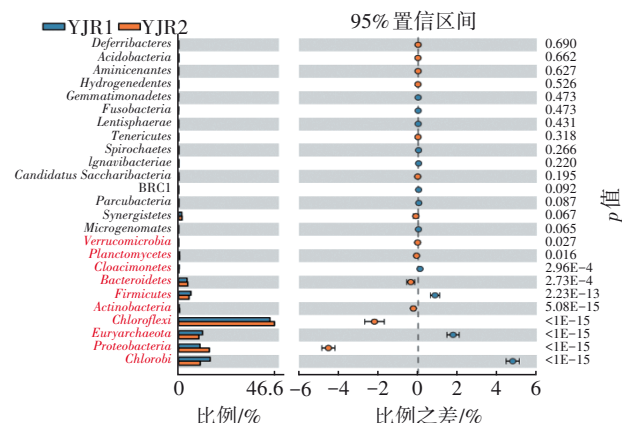 YJR1 YJR2 95% 置信区间
Deferribacteres 0.690
Acidobacteria 0.662
Aminicenantes 0.627
Hydrogenedentes 0.526
Gemmatimonadetes 0.473
Fusobacteria 0.473
Lentisphaerae 0.431
Tenericutes 0.318
Spirochaetes 0.266
Ignavibacteriae 0.220
Candidatus Saccharibacteria 0.195
BRC1 0.092
Parcubacteria 0.087
Synergistetes 0.067
Microgenomates 0.065
Verrucomicrobia 0.027
Planctomycetes 0.016
Cloacimonetes 2.96E-4
Bacteroidetes 2.73E-4
Firmicutes 2.23E-13
Actinobacteria 5.08E-15
Chloroflexi <1E-15
Euryarchaeota <1E-15
Proteobacteria <1E-15
Chlorobi <1E-15
p 值
0 46.6 −6 −4 −2 0 2 4 6
比例/% 比例之差/%